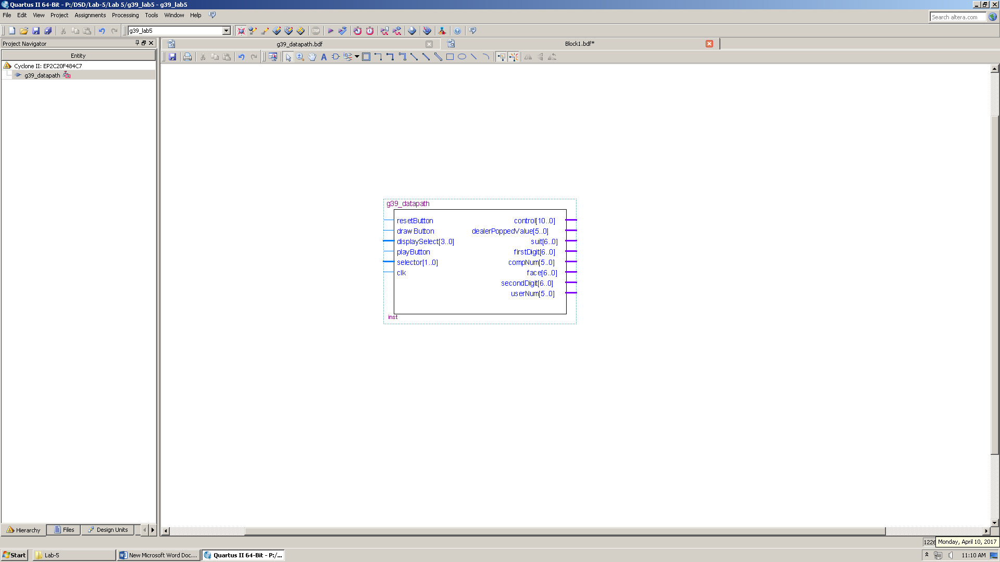 Quartus II 64-Bit - P:/DSD/Lab-5/Lab 5/g39_lab5 - g39_lab5
File Edit View Project Assignments Processing Tools Window Help
Search altera.com
g39_lab5
Project Navigator
g39_datapath.bdf
Block1.bdf*
Entity
Cyclone II: EP2C20F484C7
g39_datapath
g39_datapath
resetButton control[10..0]
drawButton dealerPoppedValue[5..0]
displaySelect[3..0] suit[6..0]
playButton firstDigit[6..0]
selector[1..0] compNum[5..0]
clk face[6..0]
secondDigit[6..0]
userNum[5..0]
inst
Hierarchy Files Design Units
1226
Monday, April 10, 2017
Start Lab-5 New Microsoft Word Doc... Quartus II 64-Bit - P:/... 11:10 AM